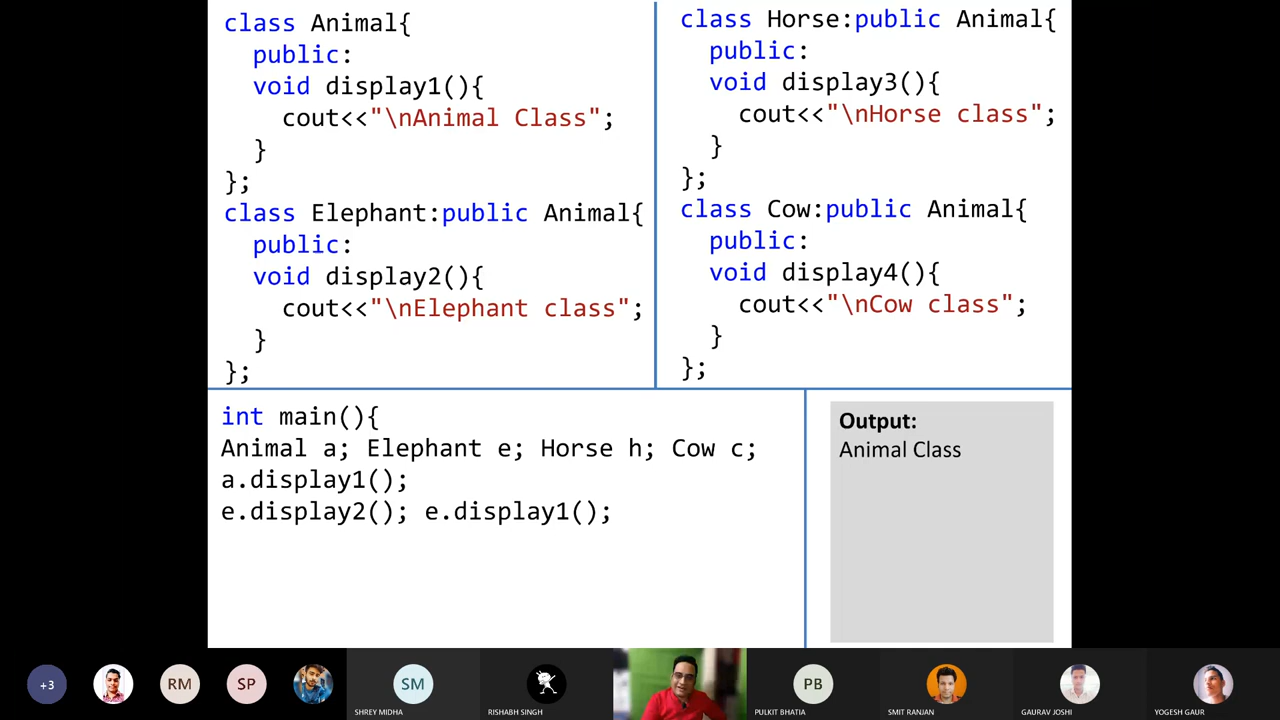 class Animal{
public:
void display1(){
cout<<"\nAnimal Class";
}
};
class Elephant:public Animal{
public:
void display2(){
cout<<"\nElephant class";
}
};
class Horse:public Animal{
public:
void display3(){
cout<<"\nHorse class";
}
};
class Cow:public Animal{
public:
void display4(){
cout<<"\nCow class";
}
};
int main(){
Animal a; Elephant e; Horse h; Cow c;
a.display1();
e.display2(); e.display1();
Output:
Animal Class
+3
RM
SP
SM
SHREY MIDHA
RISHABH SINGH
PB
PULKIT BHATIA
SMIT RANJAN
GAURAV JOSHI
YOGESH GAUR